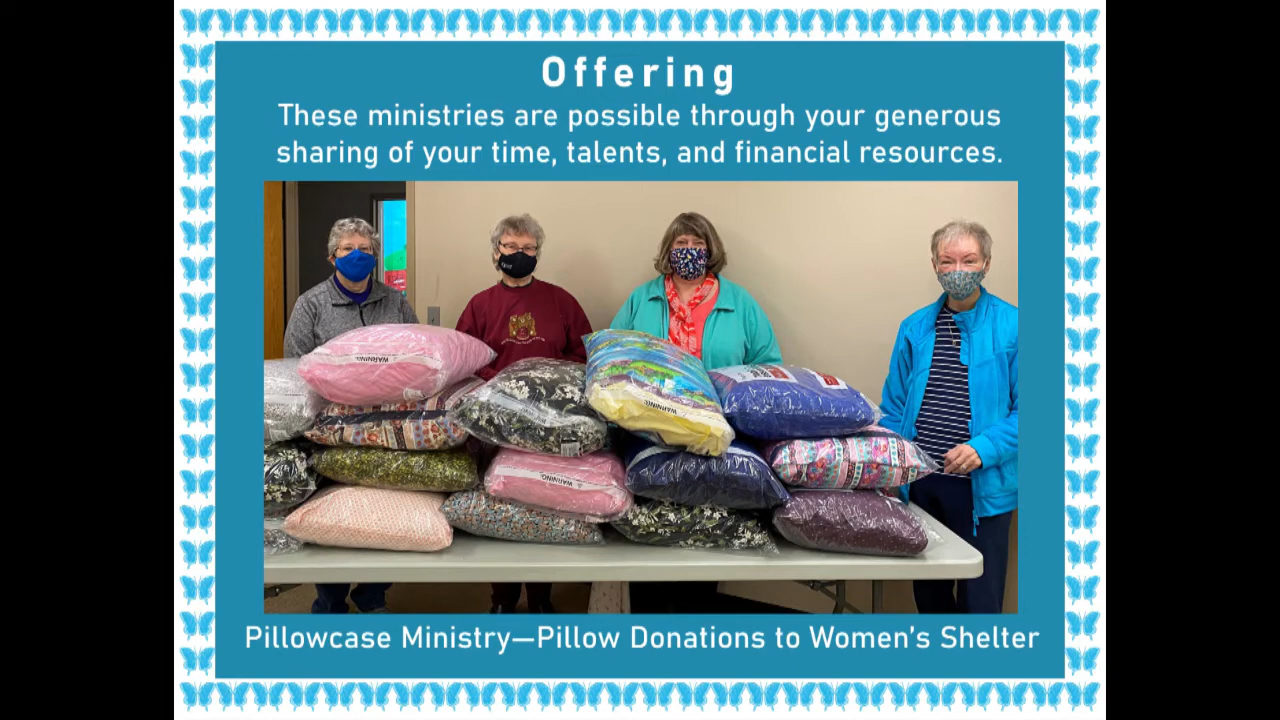 Offering
These ministries are possible through your generous
sharing of your time, talents, and financial resources.
WARNING:
WARNING:
WARNING:
Pillowcase Ministry—Pillow Donations to Women's Shelter